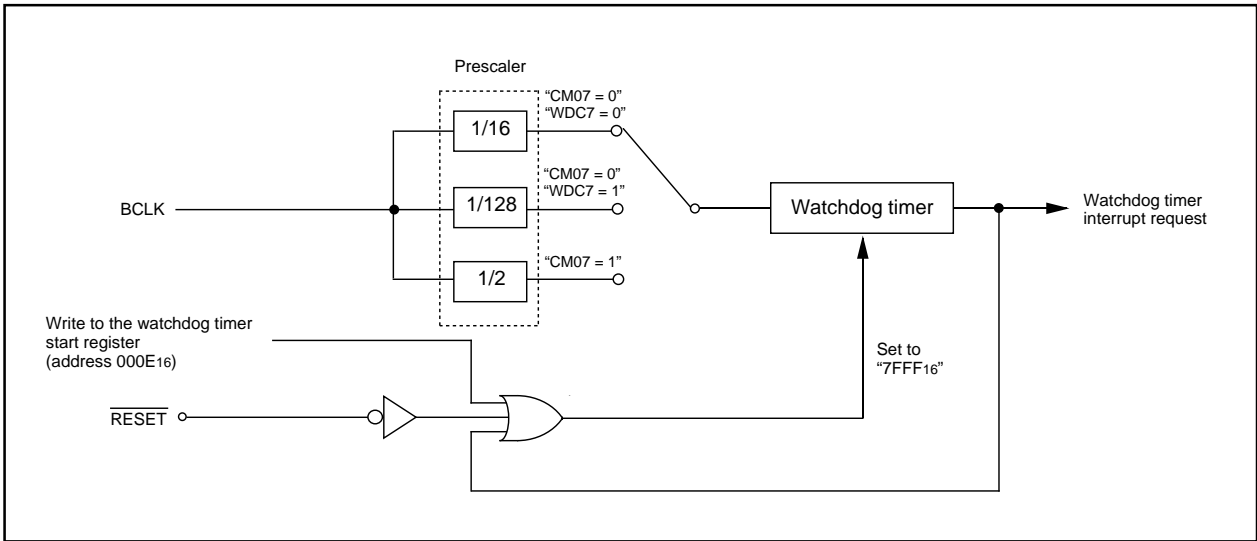 Prescaler
“CM07 = 0”
“WDC7 = 0”
1/16
“CM07 = 0”
“WDC7 = 1”
BCLK
1/128
Watchdog timer
Watchdog timer
interrupt request
“CM07 = 1”
1/2
Write to the watchdog timer
start register
(address 000E16)
Set to
“7FFF16”
RESET